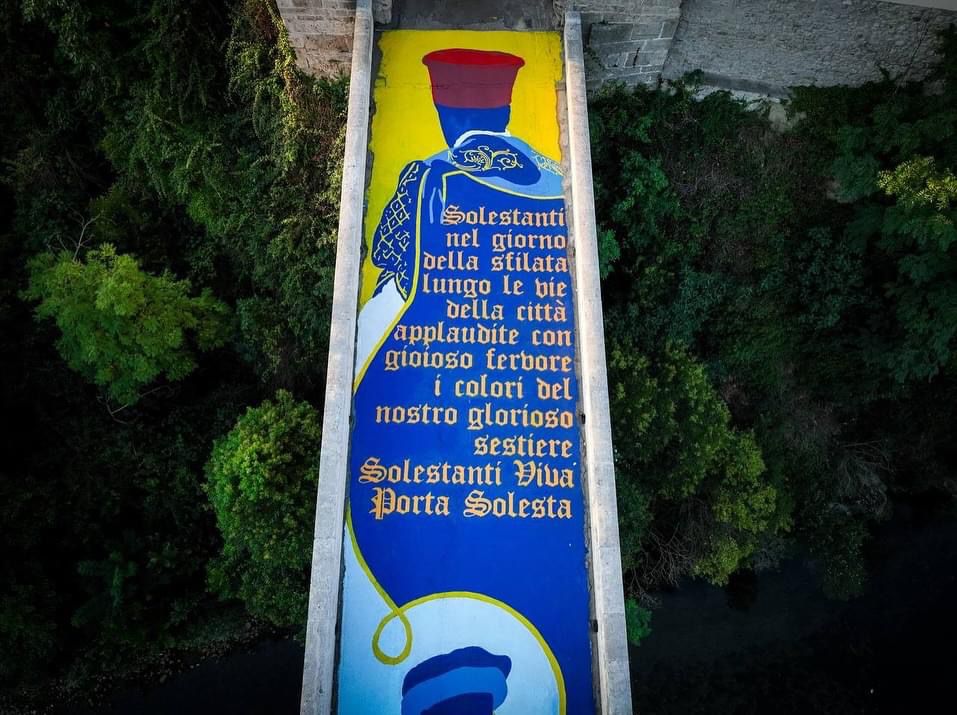 Solestanti
nel giorno
della sfilata
lungo le vie
della città
applaudite con
gioioso fervore
i colori del
nostro glorioso
sestiere
Solestanti Viva
Porta Solesta